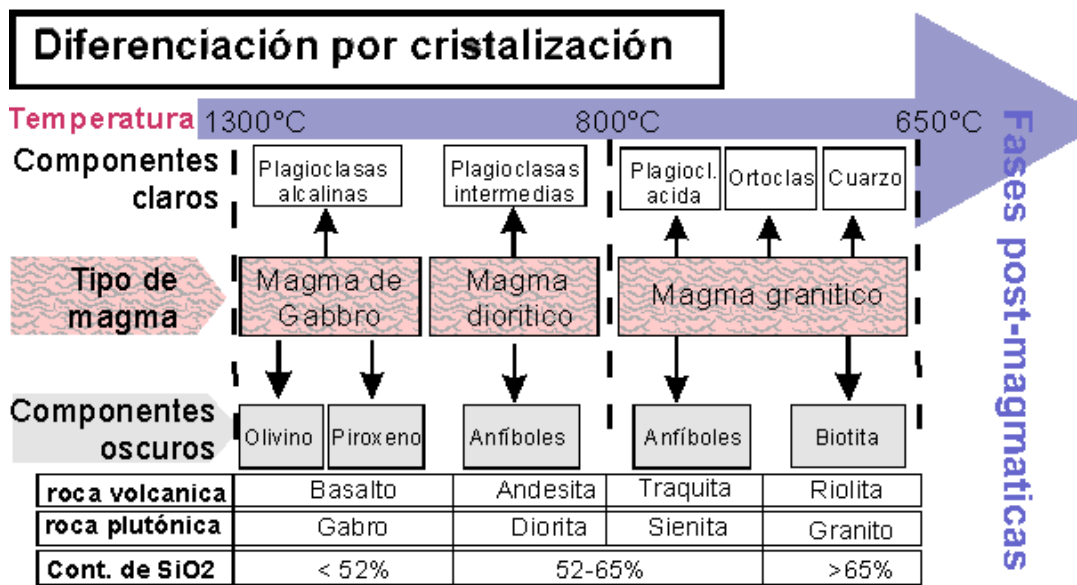 Diferenciación por cristalización
Temperatura 1300°C 800°C 650°C
Componentes
claros
Plagioclasas
alcalinas
Plagioclasas
intermedias
Plagiocl.
acida
Ortoclas
Cuarzo
Tipo de
magma
Magma de
Gabbro
Magma
diorítico
Magma granitico
Componentes
oscuros
Olivino
Piroxeno
Anfíboles
Anfíboles
Biotita
roca volcanica Basalto Andesita Traquita Riolita
roca plutónica Gabro Diorita Sienita Granito
Cont. de SiO2 < 52% 52-65% >65%
Fases post-magmaticas